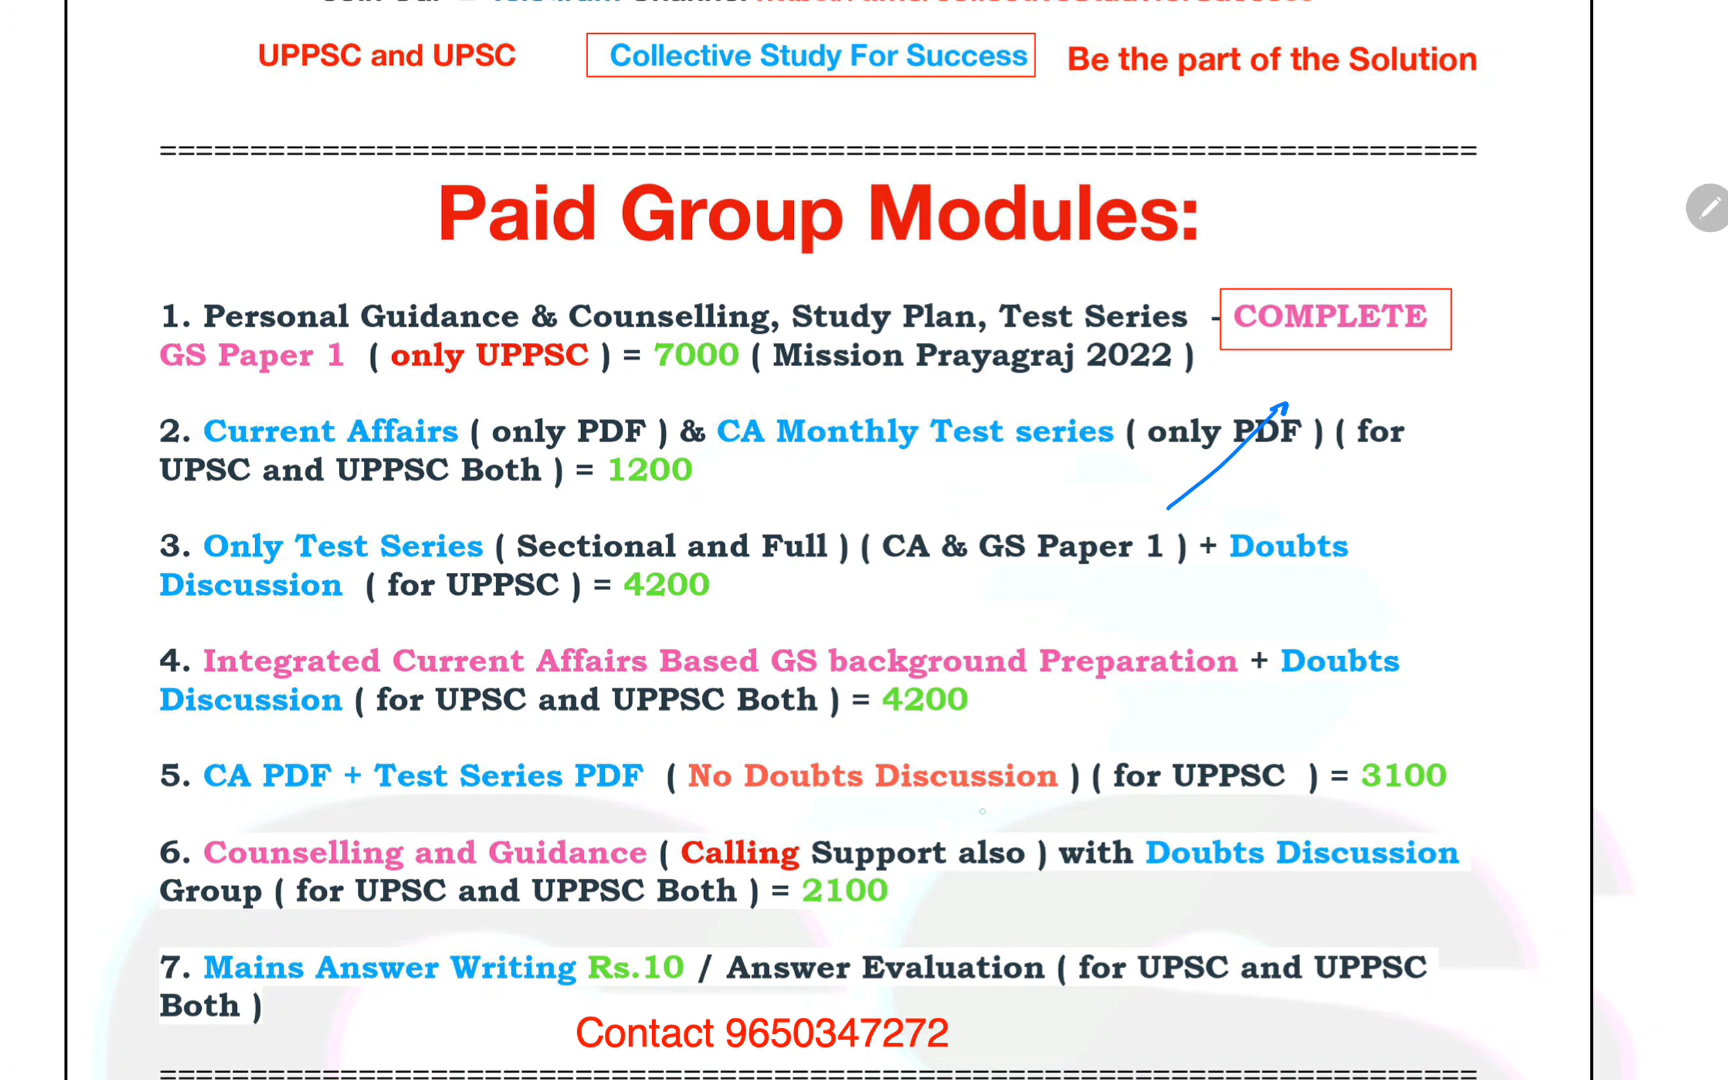 UPPSC and UPSC Collective Study For Success Be the part of the Solution
================================================================================
Paid Group Modules:
1. Personal Guidance & Counselling, Study Plan, Test Series - COMPLETE
GS Paper 1 ( only UPPSC ) = 7000 ( Mission Prayagraj 2022 )
2. Current Affairs ( only PDF ) & CA Monthly Test series ( only PDF ) ( for
UPSC and UPPSC Both ) = 1200
3. Only Test Series ( Sectional and Full ) ( CA & GS Paper 1 ) + Doubts
Discussion ( for UPPSC ) = 4200
4. Integrated Current Affairs Based GS background Preparation + Doubts
Discussion ( for UPSC and UPPSC Both ) = 4200
5. CA PDF + Test Series PDF ( No Doubts Discussion ) ( for UPPSC ) = 3100
6. Counselling and Guidance ( Calling Support also ) with Doubts Discussion
Group ( for UPSC and UPPSC Both ) = 2100
7. Mains Answer Writing Rs.10 / Answer Evaluation ( for UPSC and UPPSC
Both )
Contact 9650347272
================================================================================